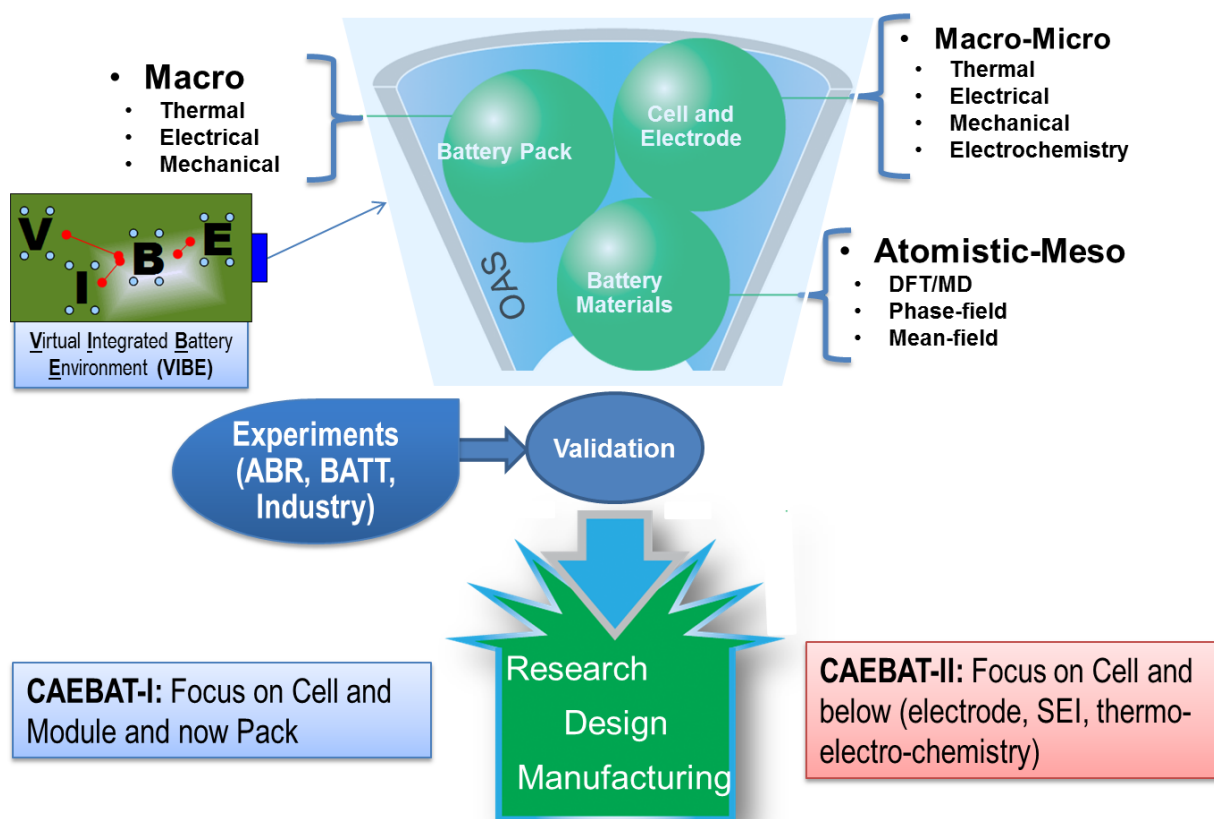 • Macro
• Thermal
• Electrical
• Mechanical
Battery Pack
Cell and
Electrode
Battery
Materials
OAS
• Macro-Micro
• Thermal
• Electrical
• Mechanical
• Electrochemistry
• Atomistic-Meso
• DFT/MD
• Phase-field
• Mean-field
V I B E
Virtual Integrated Battery
Environment (VIBE)
Experiments
(ABR, BATT,
Industry)
Validation
Research
Design
Manufacturing
CAEBAT-I: Focus on Cell and
Module and now Pack
CAEBAT-II: Focus on Cell and
below (electrode, SEI, thermo-
electro-chemistry)